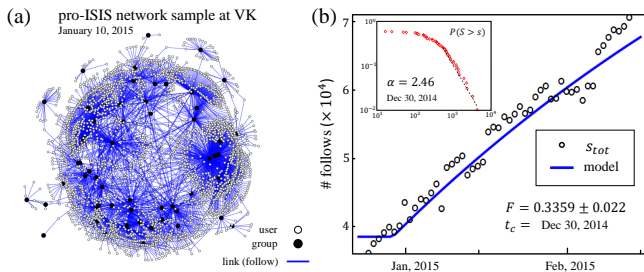 (a)
pro-ISIS network sample at VK
January 10, 2015
user
group
link (follow)
(b)
# follows (× 10⁴)
7
6
5
4
Jan, 2015
Feb, 2015
10⁰
10⁻¹
10⁻²
10¹
10²
10³
10⁴
P(S > s)
α = 2.46
Dec 30, 2014
s_tot
model
F = 0.3359 ± 0.022
t_c = Dec 30, 2014